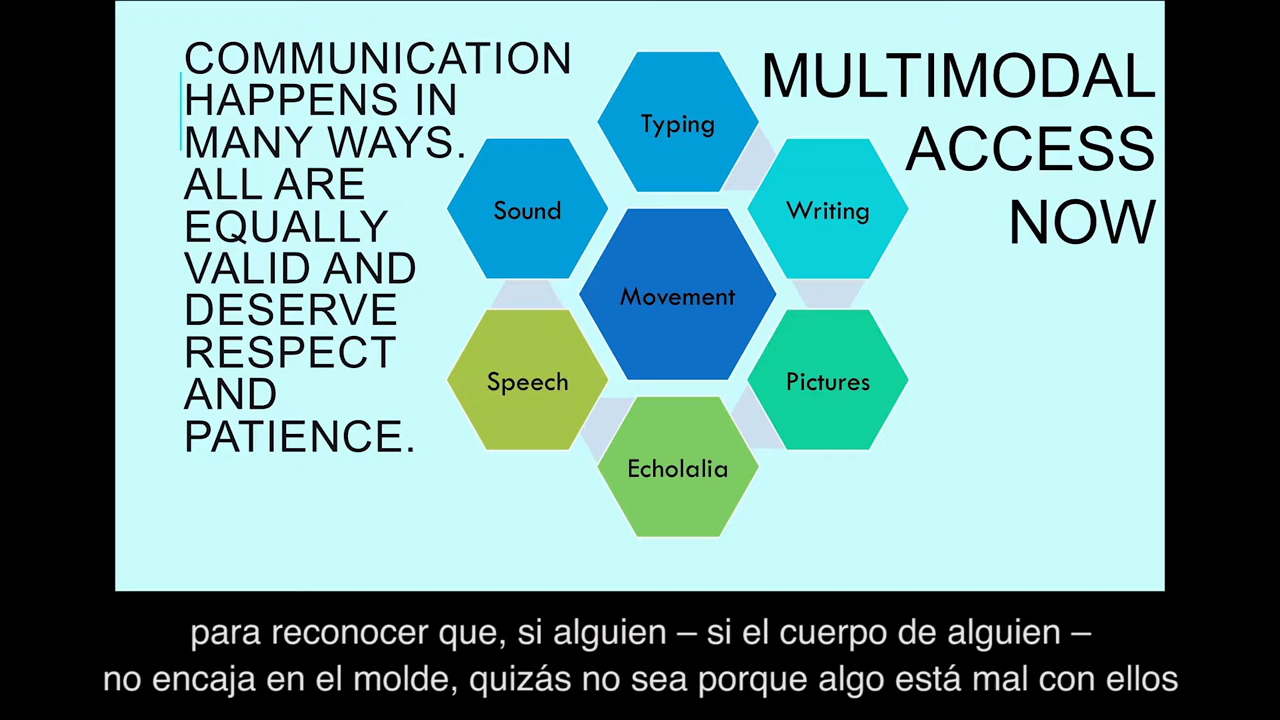 COMMUNICATION
HAPPENS IN
MANY WAYS.
ALL ARE
EQUALLY
VALID AND
DESERVE
RESPECT
AND
PATIENCE.
MULTIMODAL
ACCESS
NOW
Typing
Writing
Sound
Movement
Pictures
Speech
Echolalia
para reconocer que, si alguien – si el cuerpo de alguien –
no encaja en el molde, quizás no sea porque algo está mal con ellos